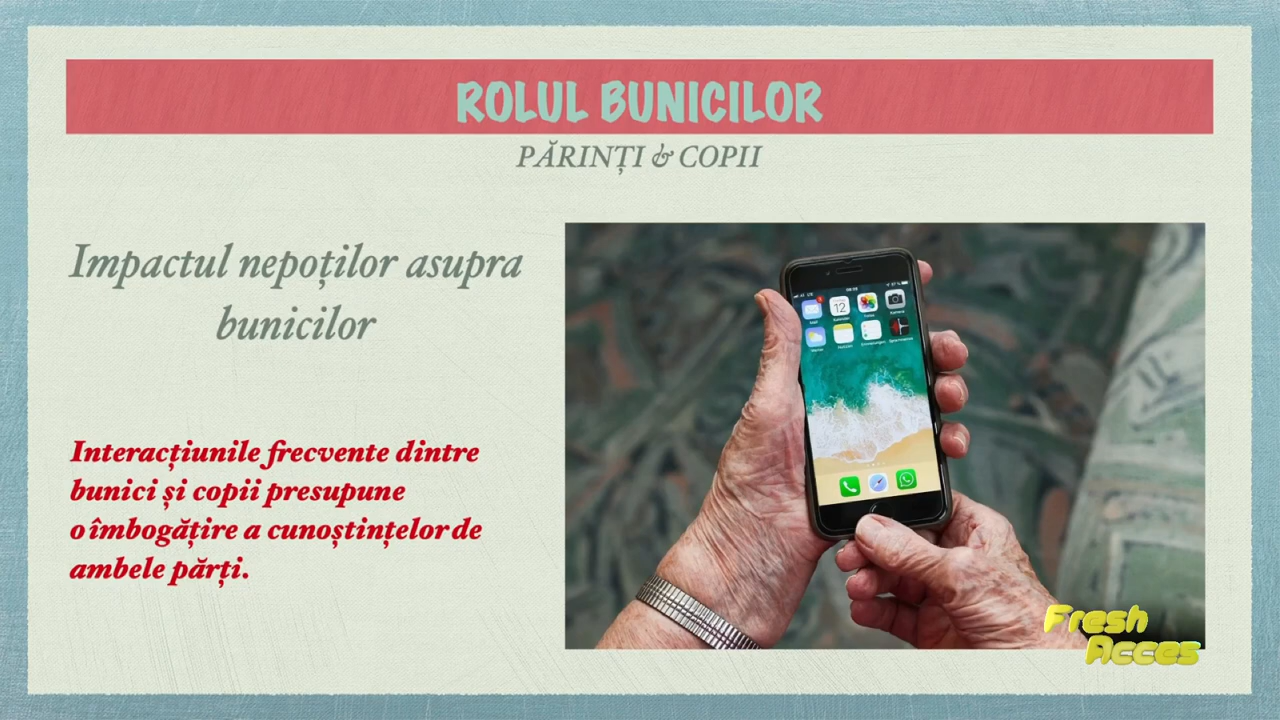 ROLUL BUNICILOR
PĂRINȚI & COPII
Impactul nepoților asupra
bunicilor
Interacțiunile frecvente dintre
bunici și copii presupune
o îmbogățire a cunoștințelor de
ambele părți.
12
Fresh
Acces